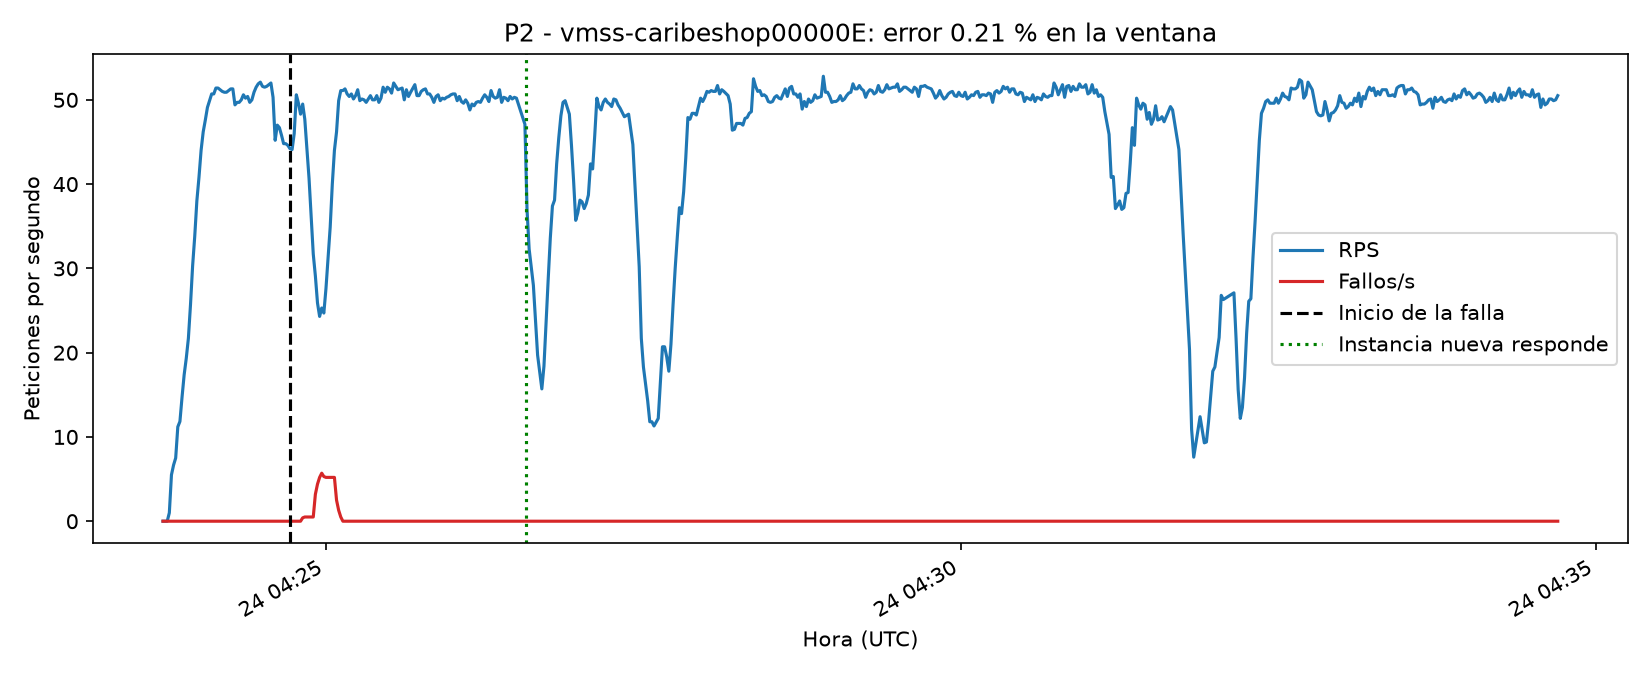 P2 - vmss-caribeshop00000E: error 0.21 % en la ventana
Peticiones por segundo
50
40
30
20
10
0
RPS
Fallos/s
Inicio de la falla
Instancia nueva responde
24 04:25
24 04:30
24 04:35
Hora (UTC)